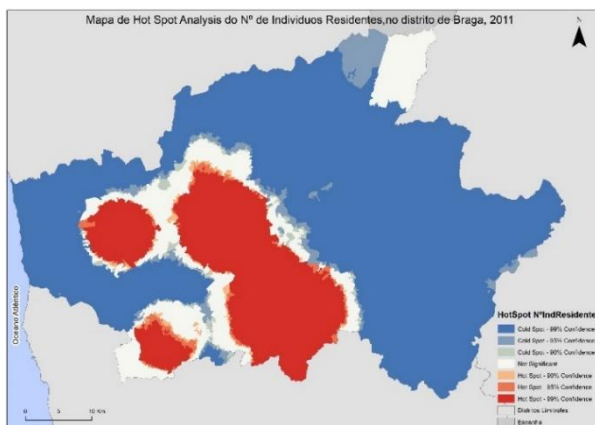 Mapa de Hot Spot Analysis do Nº de Individuos Residentes,no distrito de Braga, 2011
N
Oceano Atlântico
HotSpot NºIndResidente
Cold Spot - 99% Confidence
Cold Spot - 95% Confidence
Cold Spot - 90% Confidence
Not Significant
Hot Spot - 90% Confidence
Hot Spot - 95% Confidence
Hot Spot - 99% Confidence
Distritos Limítrofes
Espanha
0 5 10 Km